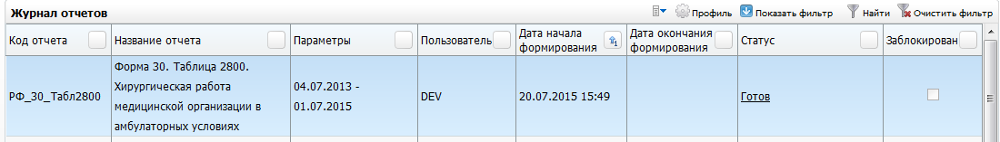 Журнал отчетов
Профиль Показать фильтр Найти Очистить фильтр
Код отчета Название отчета Параметры Пользователь Дата начала формирования Дата окончания формирования Статус Заблокирован
РФ_30_Табл2800
Форма 30. Таблица 2800.
Хирургическая работа
медицинской организации в
амбулаторных условиях
04.07.2013 -
01.07.2015
DEV
20.07.2015 15:49
Готов